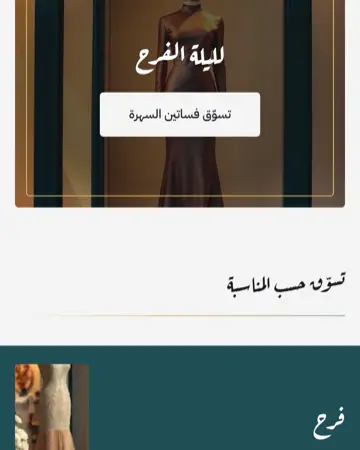 لليلة الفرح
تسوّق فساتين السهرة
تسوّق حسب المناسبة
فرح